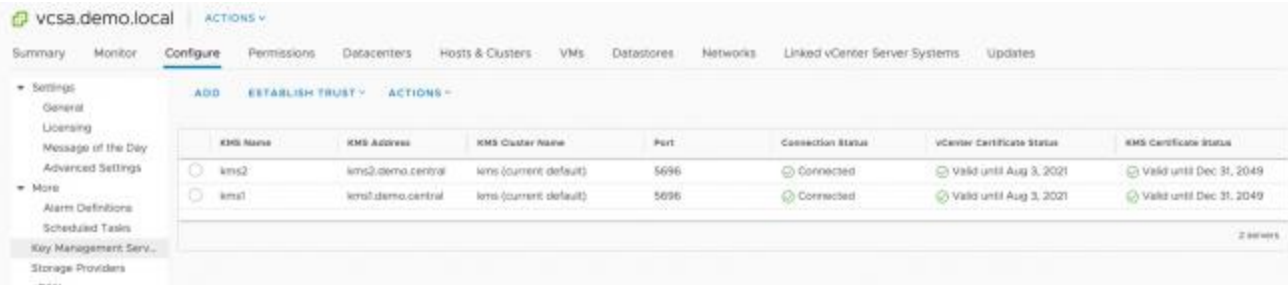 vcsa.demo.local ACTIONS
Summary Monitor Configure Permissions Datacenters Hosts & Clusters VMs Datastores Networks Linked vCenter Server Systems Updates
Settings
General
Licensing
Message of the Day
Advanced Settings
More
Alarm Definitions
Scheduled Tasks
Key Management Serv...
Storage Providers
ADD ESTABLISH TRUST ACTIONS
KMS Name KMS Address KMS Cluster Name Port Connection Status vCenter Certificate Status KMS Certificate Status
kms2 kms2.demo.central kms (current default) 5696 Connected Valid until Aug 3, 2021 Valid until Dec 31, 2049
kms1 kms1.demo.central kms (current default) 5696 Connected Valid until Aug 3, 2021 Valid until Dec 31, 2049
2 servers